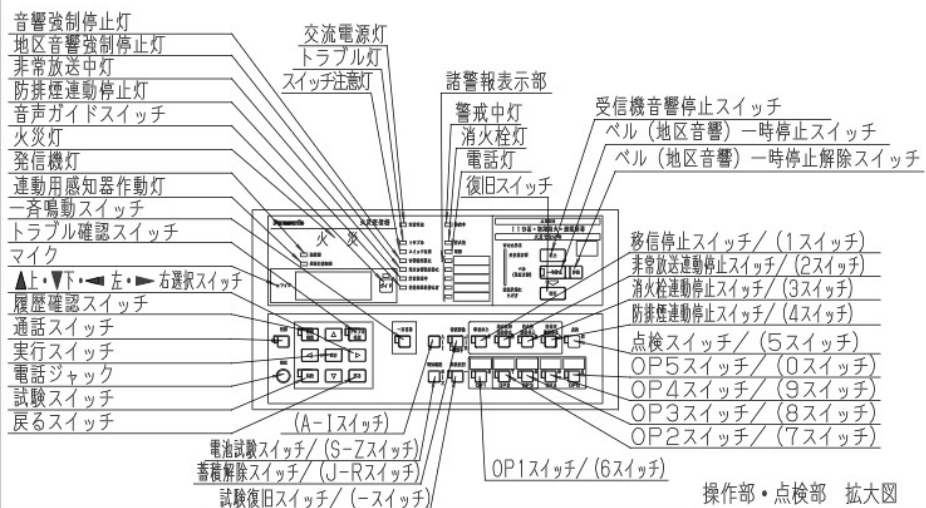 音響強制停止灯
地区音響強制停止灯
非常放送中灯
防排煙連動停止灯
音声ガイドスイッチ
火災灯
発信機灯
連動用感知器作動灯
一斉鳴動スイッチ
トラブル確認スイッチ
マイク
▲上・▼下・◀左・▶右選択スイッチ
履歴確認スイッチ
通話スイッチ
実行スイッチ
電話ジャック
試験スイッチ
戻るスイッチ
交流電源灯
トラブル灯
スイッチ注意灯
諸警報表示部
警戒中灯
消火栓灯
電話灯
復旧スイッチ
受信機音響停止スイッチ
ベル(地区音響)一時停止スイッチ
ベル(地区音響)一時停止解除スイッチ
Panasonic
火災
移信停止スイッチ/(1スイッチ)
非常放送連動停止スイッチ/(2スイッチ)
消火栓連動停止スイッチ/(3スイッチ)
防排煙連動停止スイッチ/(4スイッチ)
点検スイッチ/(5スイッチ)
OP5スイッチ/(0スイッチ)
OP4スイッチ/(9スイッチ)
OP3スイッチ/(8スイッチ)
OP2スイッチ/(7スイッチ)
OP1スイッチ/(6スイッチ)
(A-Iスイッチ)
電池試験スイッチ/(S-Zスイッチ)
蓄積解除スイッチ/(J-Rスイッチ)
試験復旧スイッチ/(-スイッチ)
操作部・点検部 拡大図